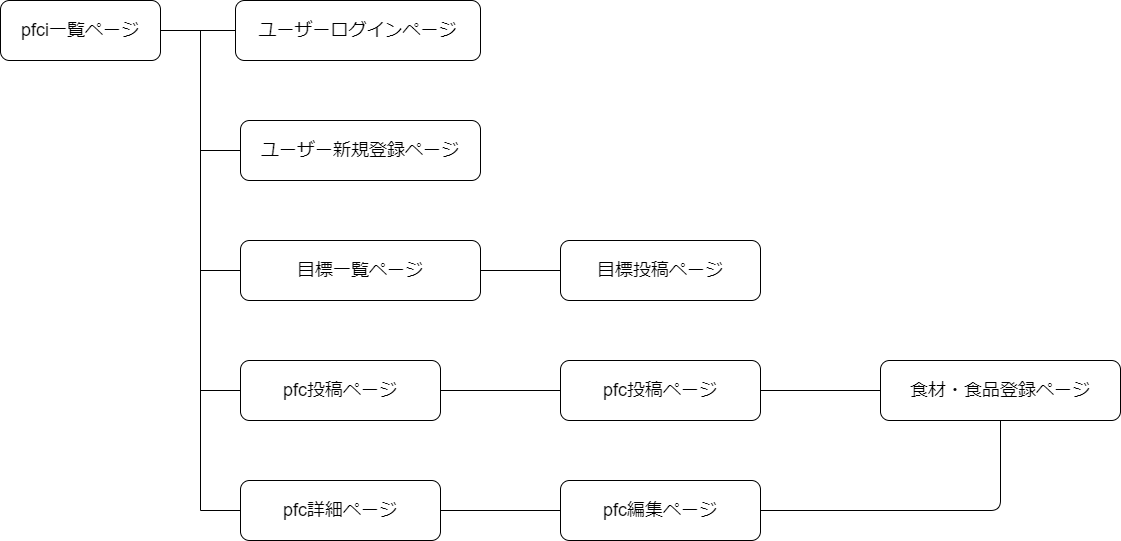 pfci一覧ページ
ユーザーログインページ
ユーザー新規登録ページ
目標一覧ページ
目標投稿ページ
pfc投稿ページ
pfc投稿ページ
食材・食品登録ページ
pfc詳細ページ
pfc編集ページ